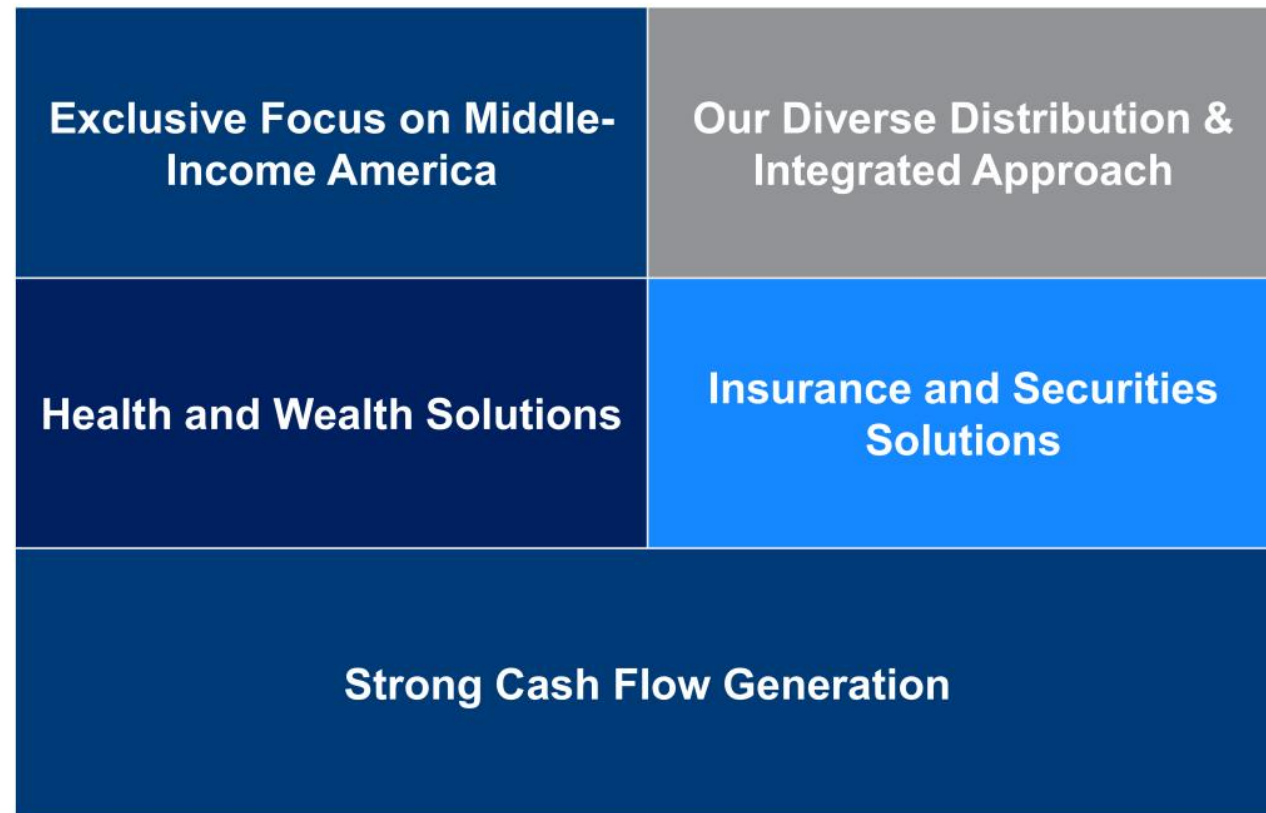 Exclusive Focus on Middle-
Income America
Our Diverse Distribution &
Integrated Approach
Health and Wealth Solutions
Insurance and Securities
Solutions
Strong Cash Flow Generation